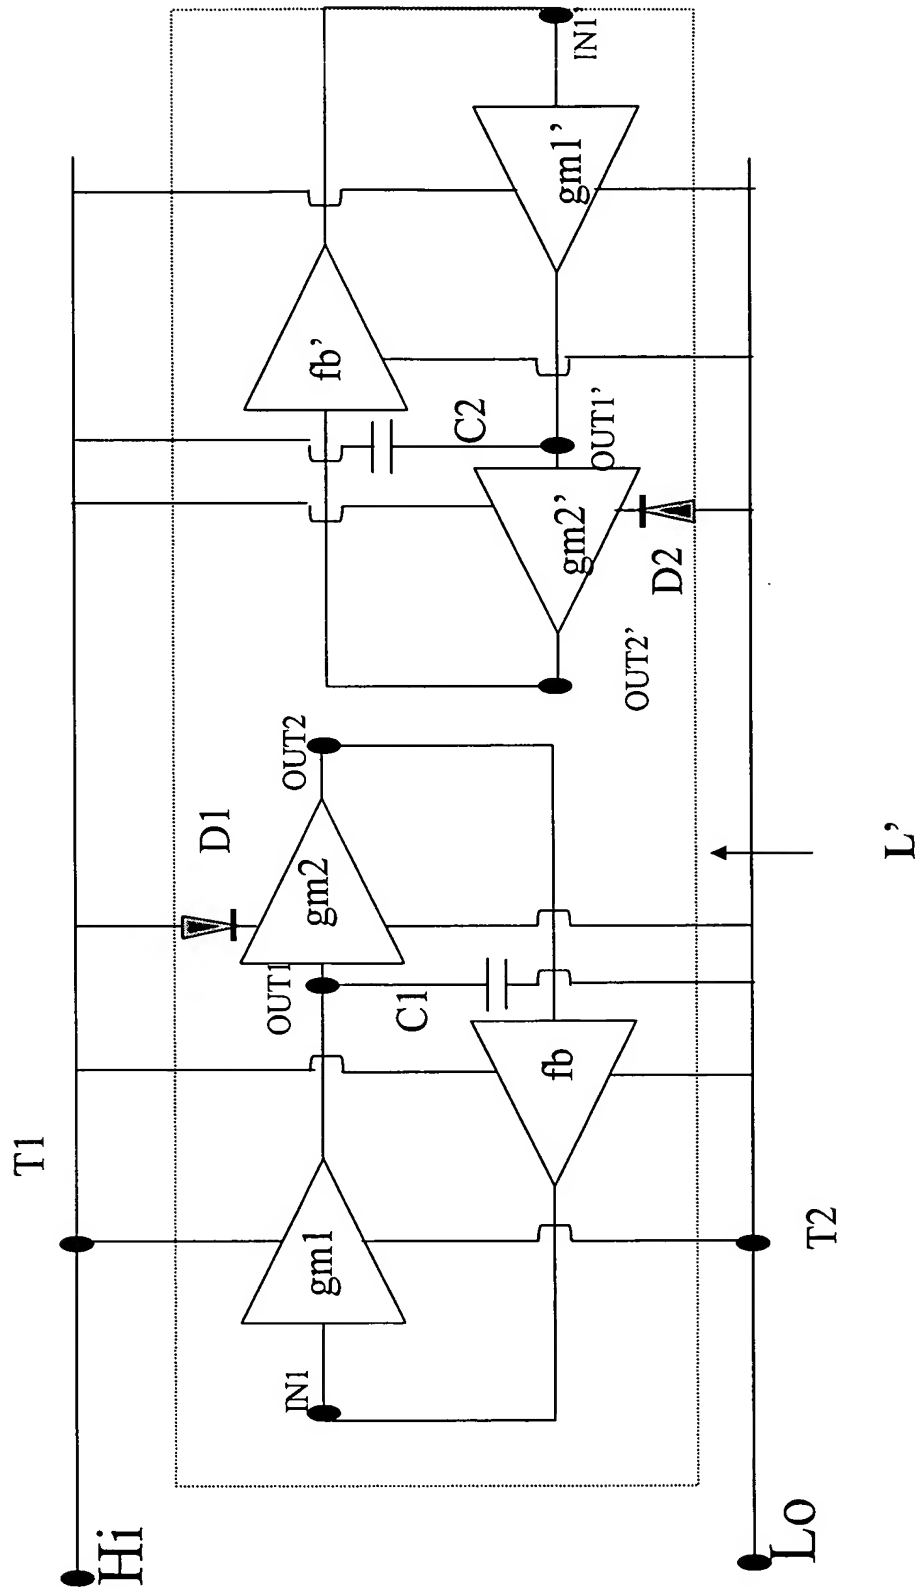 T1
Hi
D1
IN1
OUT1
OUT2
gm1
gm2
fb’
C1
C2
fb
gm2’
gm1’
IN1’
OUT1’
OUT2’
D2
Lo
T2
L’